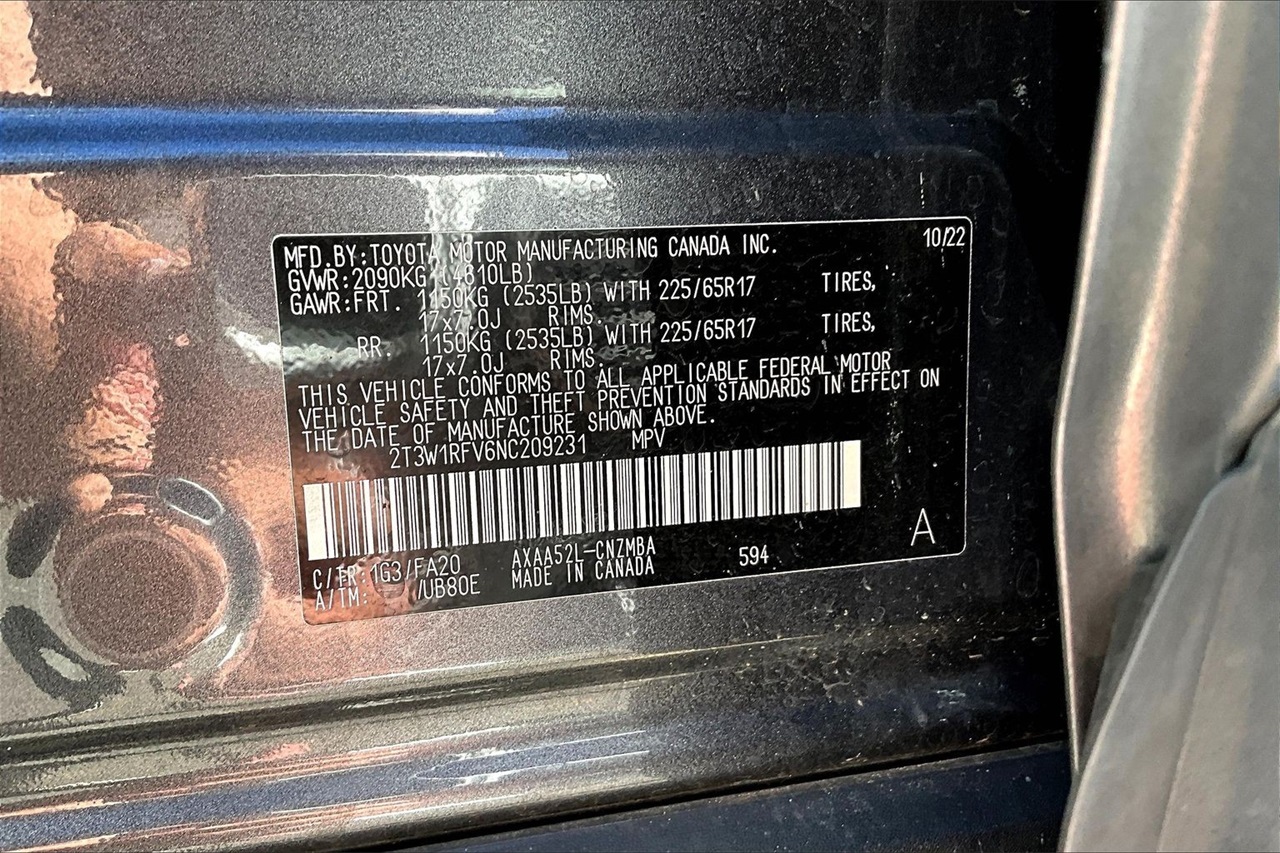 MFD.BY:TOYOTA MOTOR MANUFACTURING CANADA INC. 10/22
GVWR:2090KG (4610LB)
GAWR:FRT. 1150KG (2535LB) WITH 225/65R17 TIRES,
17x7.0J RIMS.
RR. 1150KG (2535LB) WITH 225/65R17 TIRES,
17x7.0J RIMS.
THIS VEHICLE CONFORMS TO ALL APPLICABLE FEDERAL MOTOR
VEHICLE SAFETY AND THEFT PREVENTION STANDARDS IN EFFECT ON
THE DATE OF MANUFACTURE SHOWN ABOVE.
2T3W1RFV6NC209231 MPV
C/TR:1G3/FA20 AXAA52L-CNZMBA 594 A
A/TM: /UB80E MADE IN CANADA